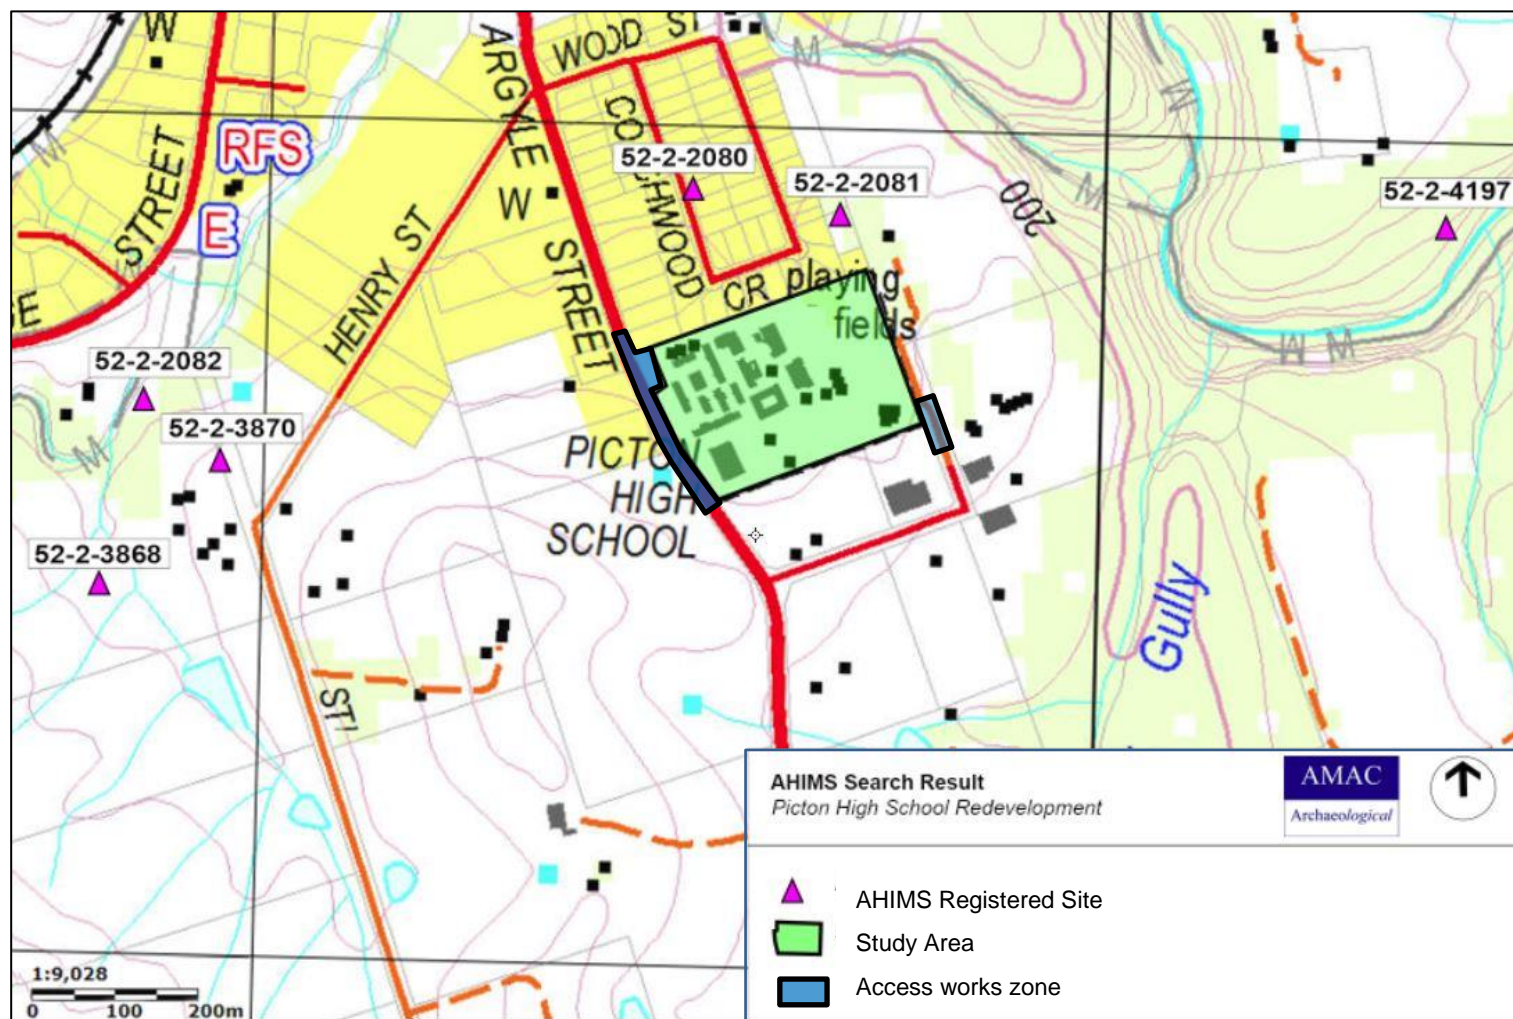 W
ARGYLE
WOOD ST
M
M
W
M
RFS
STREET
E
W
COACHWOOD
52-2-2080
52-2-2081
200
M
52-2-4197
HENRY ST
STREET
CR
playing
fields
M
M
52-2-2082
52-2-3870
M
PICTON
HIGH
SCHOOL
52-2-3868
Gully
AHIMS Search Result
Picton High School Redevelopment
AMAC
Archaeological
AHIMS Registered Site
Study Area
Access works zone
1:9,028
0 100 200m